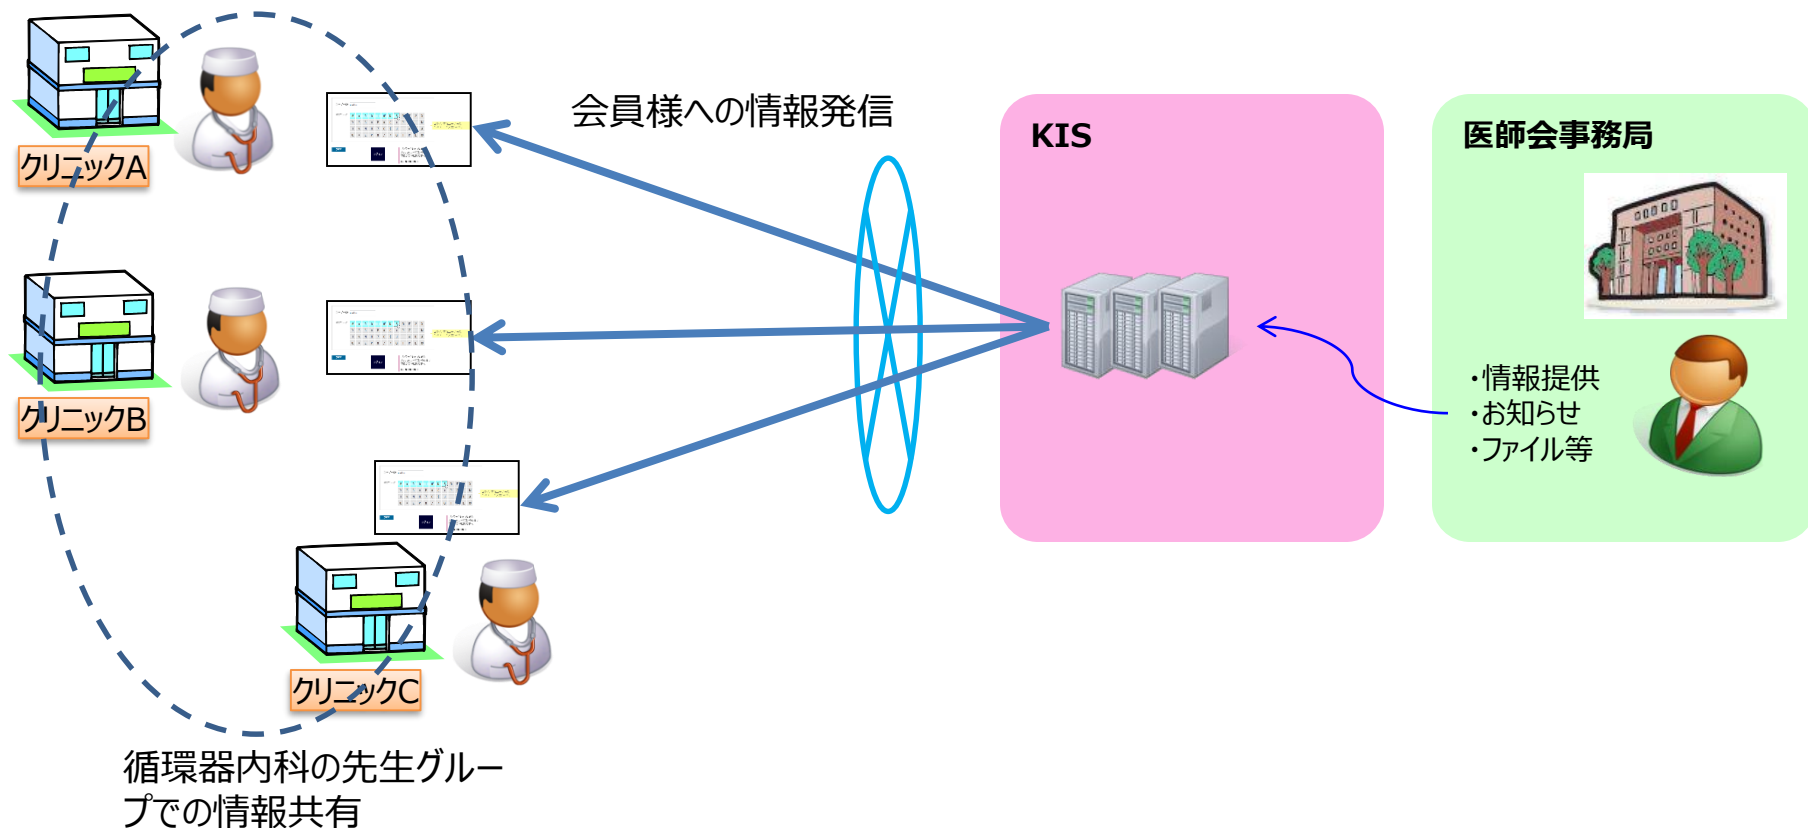 会員様への情報発信
KIS
医師会事務局
クリニックA
クリニックB
・情報提供
・お知らせ
・ファイル等
クリニックC
循環器内科の先生グルー
プでの情報共有